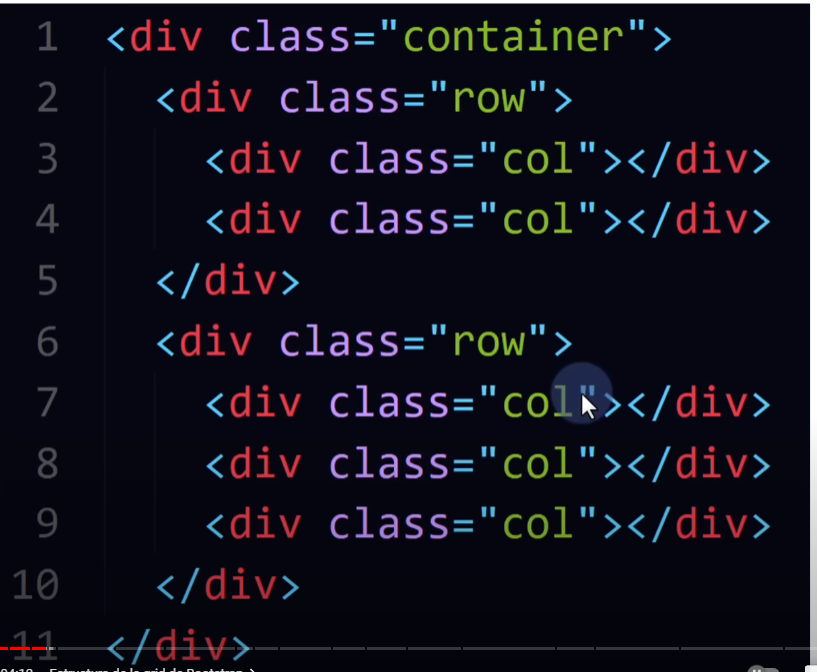 1 <div class="container">
2 <div class="row">
3 <div class="col"></div>
4 <div class="col"></div>
5 </div>
6 <div class="row">
7 <div class="col"></div>
8 <div class="col"></div>
9 <div class="col"></div>
10 </div>
11 </div>
Estructura de la grid de Bootstrap